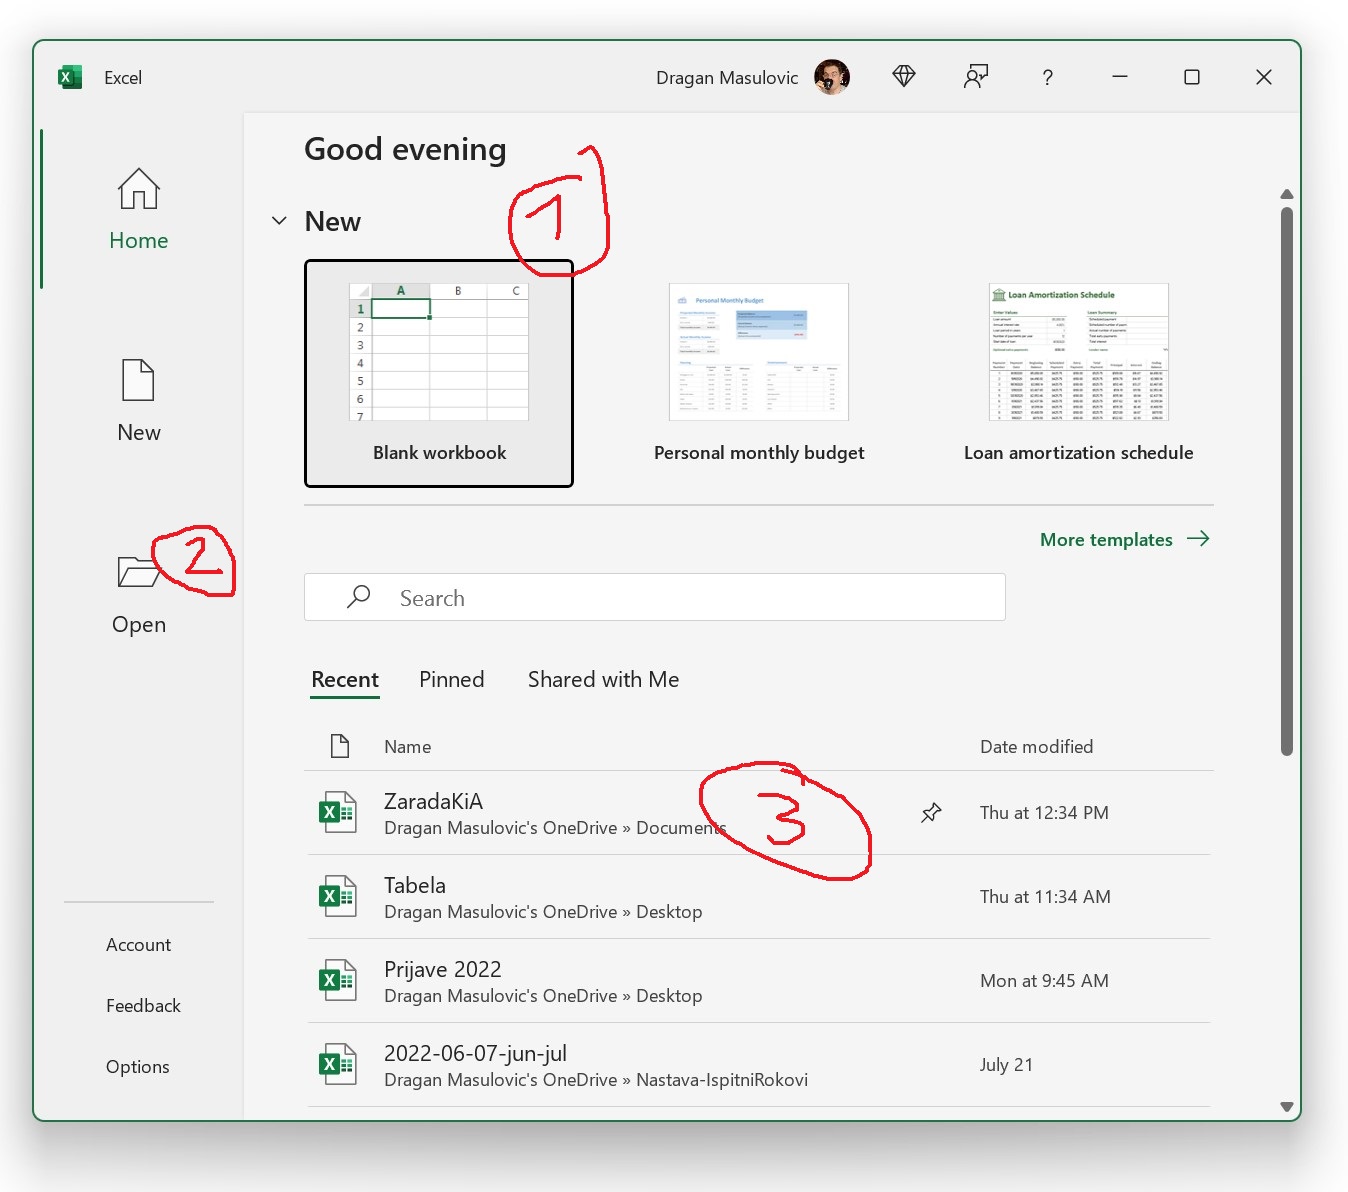 Excel
Dragan Masulovic
?
Good evening
1
New
Home
New
2
Open
A B C
1
2
3
4
5
6
7
Blank workbook
Personal Monthly Budget
Personal monthly budget
Loan Amortization Schedule
Enter Values
Loan Summary
Loan amortization schedule
More templates
Search
Recent Pinned Shared with Me
Name Date modified
3
ZaradaKiA
Dragan Masulovic's OneDrive » Documents
Thu at 12:34 PM
Tabela
Dragan Masulovic's OneDrive » Desktop
Thu at 11:34 AM
Prijave 2022
Dragan Masulovic's OneDrive » Desktop
Mon at 9:45 AM
2022-06-07-jun-jul
Dragan Masulovic's OneDrive » Nastava-IspitniRokovi
July 21
Account
Feedback
Options